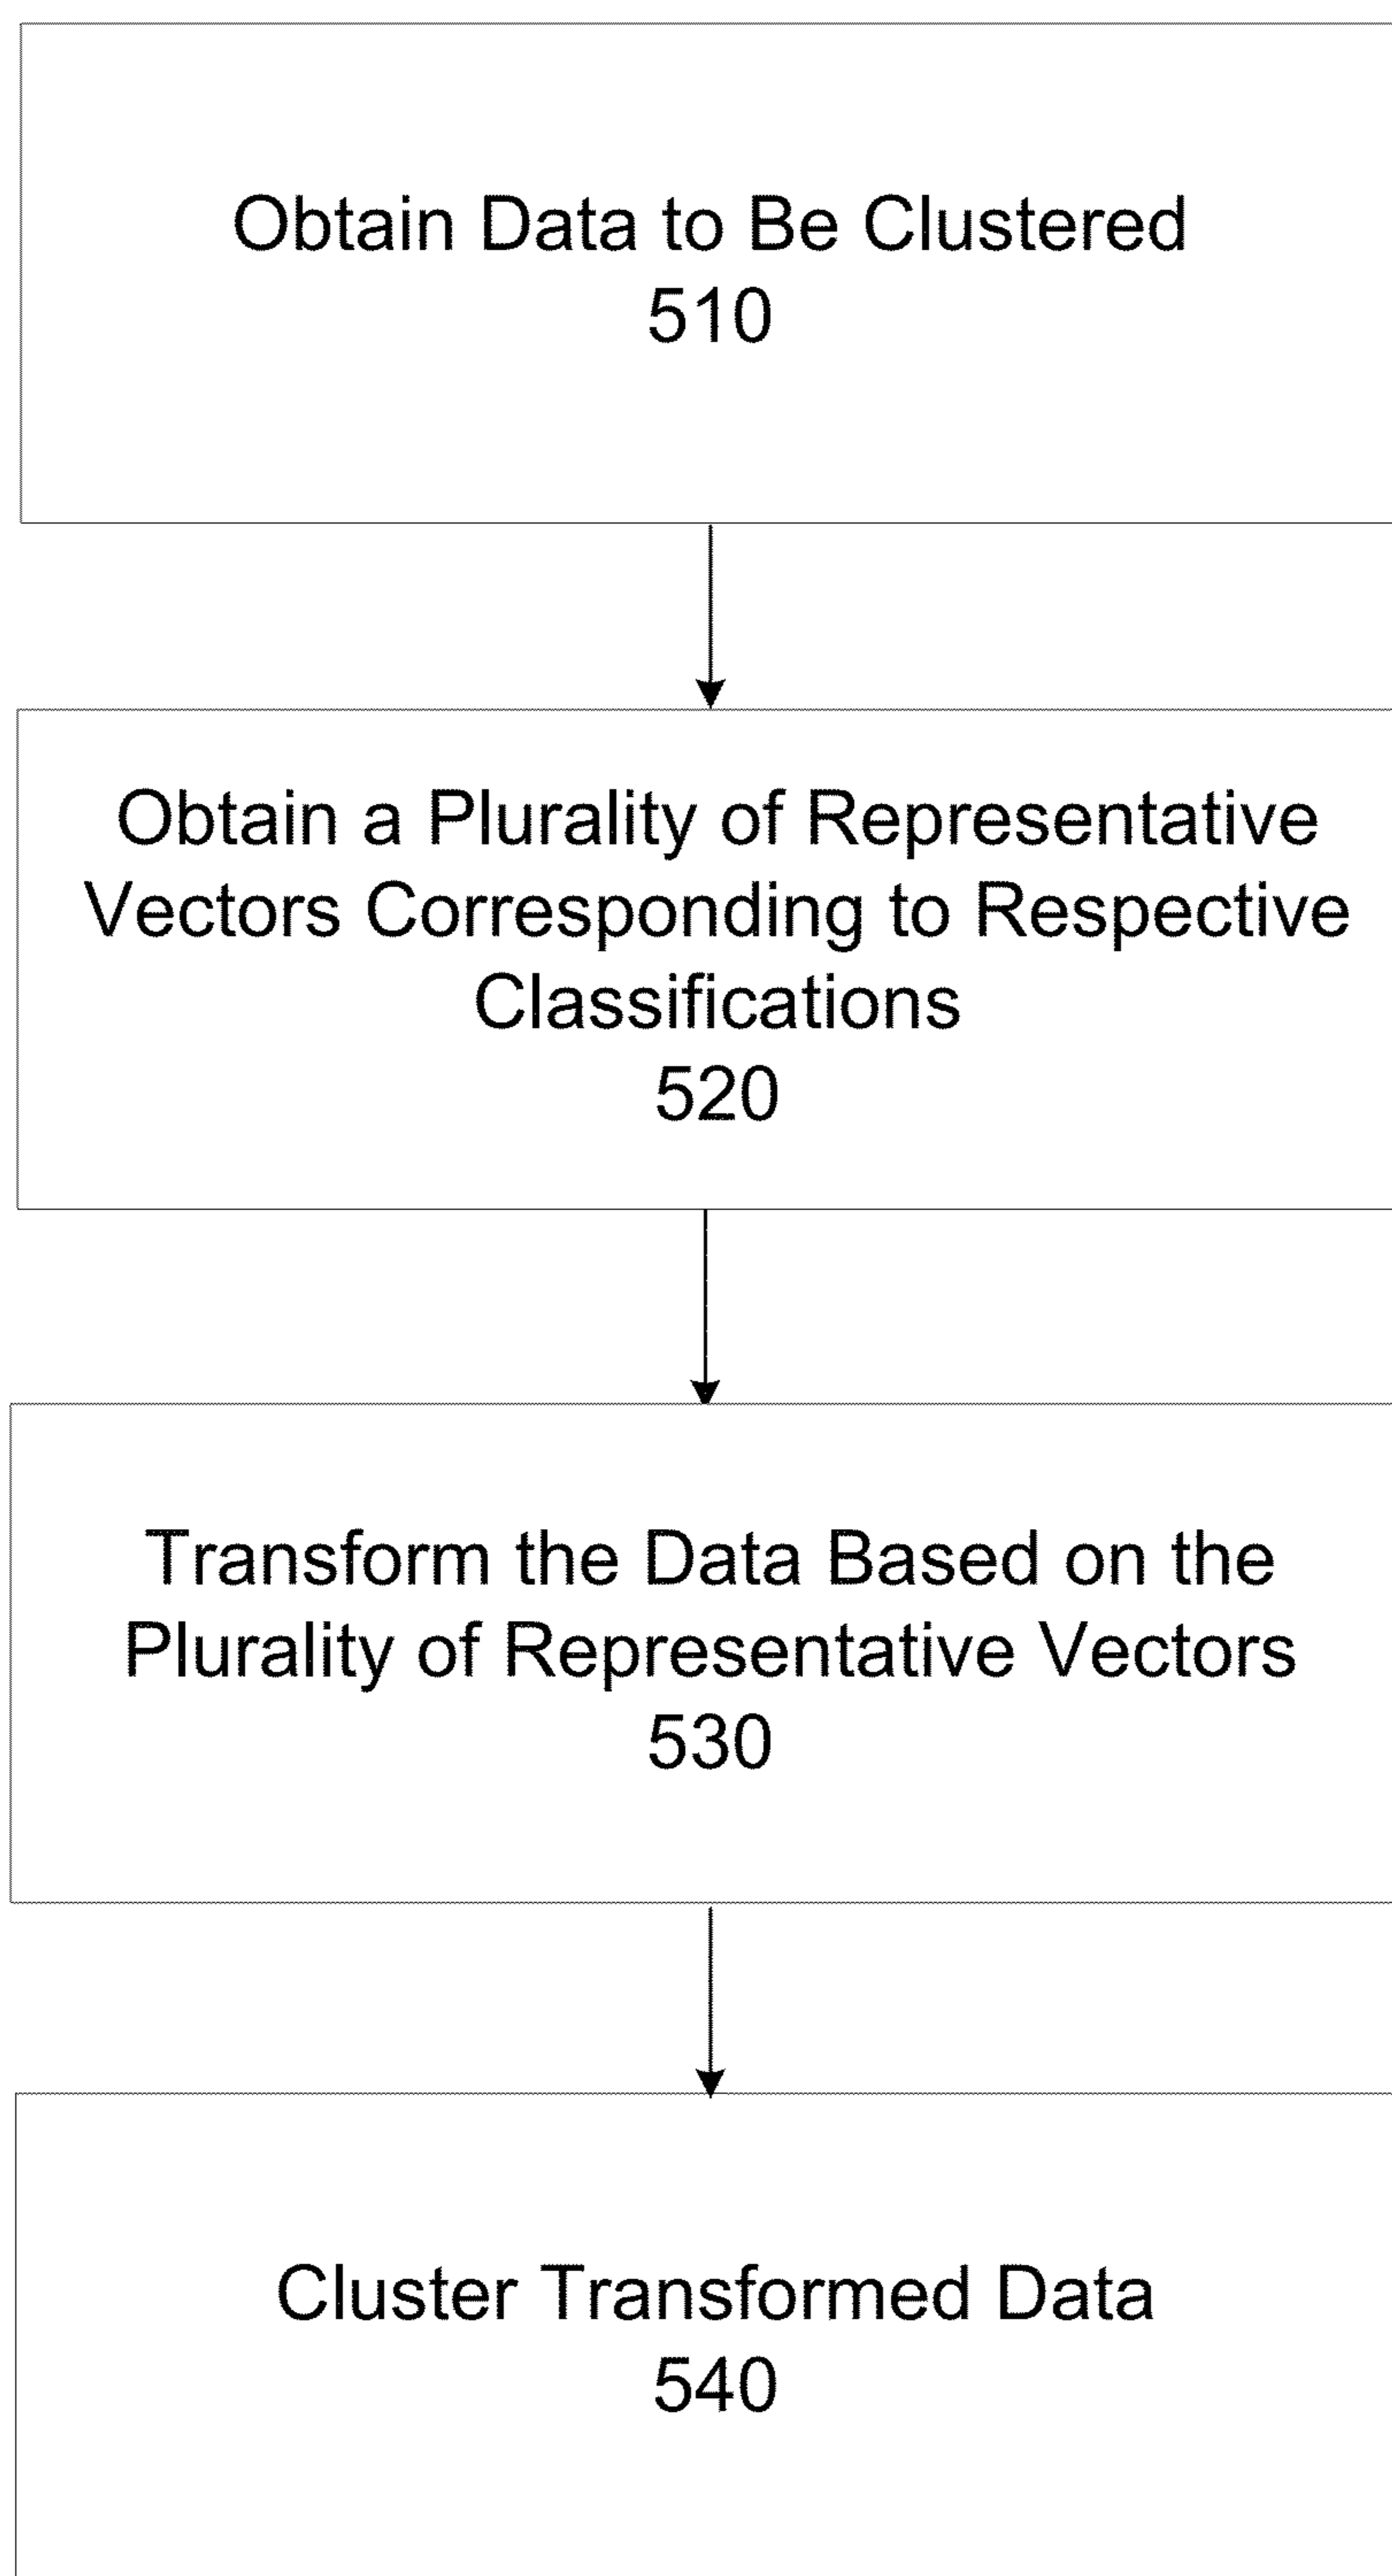 Obtain Data to Be Clustered
510
Obtain a Plurality of Representative
Vectors Corresponding to Respective
Classifications
520
Transform the Data Based on the
Plurality of Representative Vectors
530
Cluster Transformed Data
540